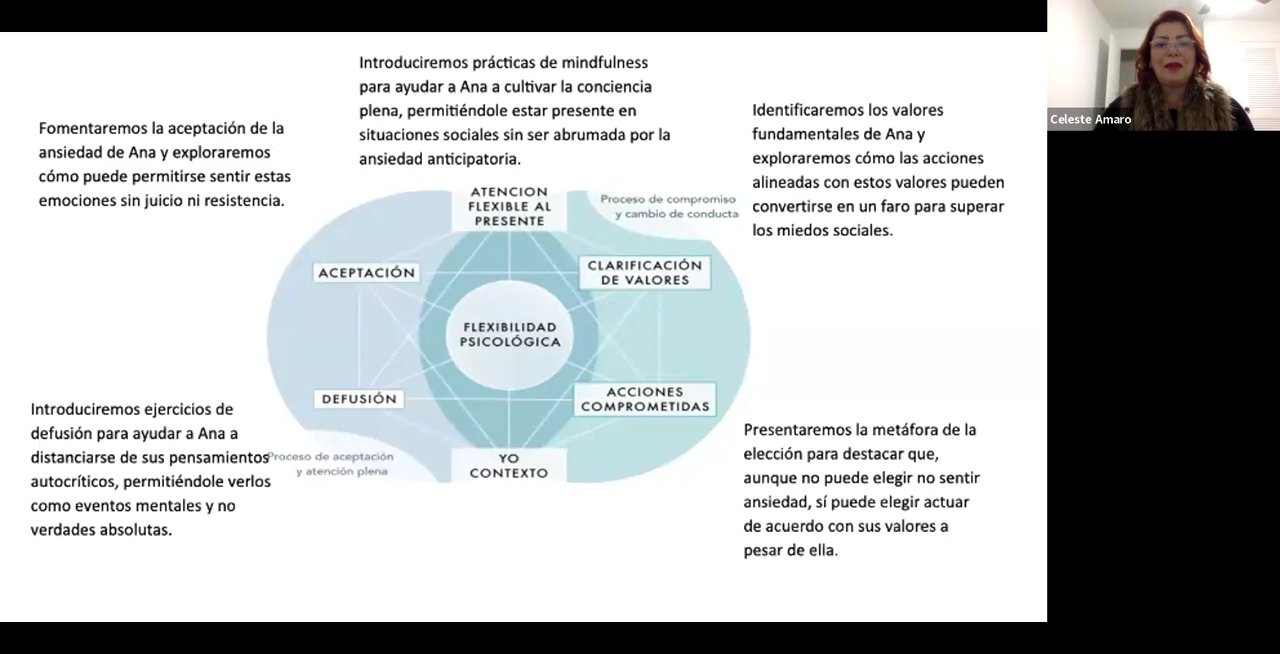 Introduciremos prácticas de mindfulness
para ayudar a Ana a cultivar la conciencia
plena, permitiéndole estar presente en
situaciones sociales sin ser abrumada por la
ansiedad anticipatoria.
Fomentaremos la aceptación de la
ansiedad de Ana y exploraremos
cómo puede permitirse sentir estas
emociones sin juicio ni resistencia.
Identificaremos los valores
fundamentales de Ana y
exploraremos cómo las acciones
alineadas con estos valores pueden
convertirse en un faro para superar
los miedos sociales.
Celeste Amaro
ATENCION
FLEXIBLE AL
PRESENTE
Proceso de compromiso
y cambio de conducta
ACEPTACIÓN
CLARIFICACIÓN
DE VALORES
FLEXIBILIDAD
PSICOLÓGICA
DEFUSIÓN
ACCIONES
COMPROMETIDAS
Proceso de aceptación
y atención plena
YO
CONTEXTO
Introduciremos ejercicios de
defusión para ayudar a Ana a
distanciarse de sus pensamientos
autocríticos, permitiéndole verlos
como eventos mentales y no
verdades absolutas.
Presentaremos la metáfora de la
elección para destacar que,
aunque no puede elegir no sentir
ansiedad, sí puede elegir actuar
de acuerdo con sus valores a
pesar de ella.